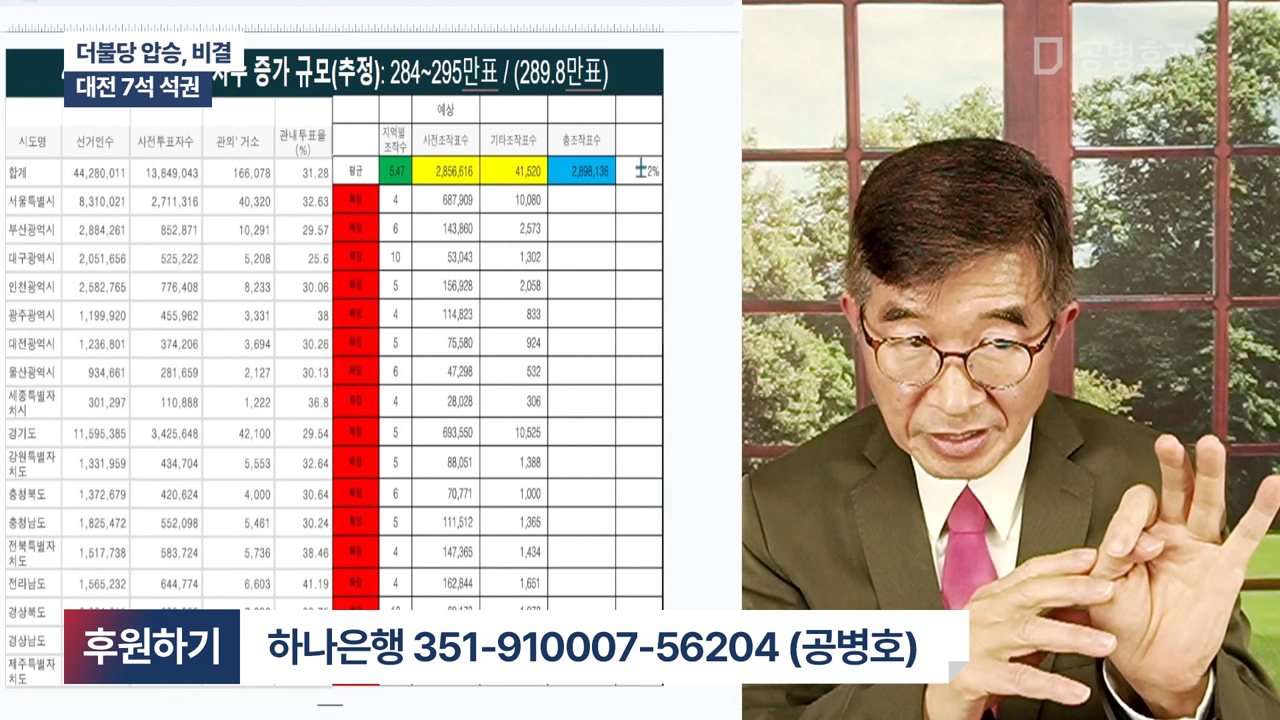 더불당 압승, 비결
대전 7석 석권
증가 규모(추정): 284~295만표 / (289.8만표)
공병호
예상
시도명 선거인수 사전투표자수 관외' 거소 관내투표율 (%) 지역별 조작수 사전조작표수 기타조작표수 총조작표수
합계 44,280,011 13,849,043 166,078 31.28 평균 5.47 2,856,616 41,520 2,898,136 ±2%
서울특별시 8,310,021 2,711,316 40,320 32.63 4 687,909 10,080
부산광역시 2,884,261 852,871 10,291 29.57 6 143,860 2,573
대구광역시 2,051,656 525,222 5,208 25.6 10 53,043 1,302
인천광역시 2,582,765 776,408 8,233 30.06 5 156,928 2,058
광주광역시 1,199,920 455,962 3,331 38 4 114,823 833
대전광역시 1,236,801 374,206 3,694 30.26 5 75,580 924
울산광역시 934,661 281,659 2,127 30.13 6 47,298 532
세종특별자치시 301,297 110,888 1,222 36.8 4 28,028 306
경기도 11,595,385 3,425,648 42,100 29.54 5 693,550 10,525
강원특별자치도 1,331,959 434,704 5,553 32.64 5 88,051 1,388
충청북도 1,372,679 420,624 4,000 30.64 6 70,771 1,000
충청남도 1,825,472 552,098 5,461 30.24 5 111,512 1,365
전북특별자치도 1,517,738 583,724 5,736 38.46 4 147,365 1,434
전라남도 1,565,232 644,774 6,603 41.19 4 162,844 1,651
경상북도
경상남도
제주특별자치도
후원하기
하나은행 351-910007-56204 (공병호)